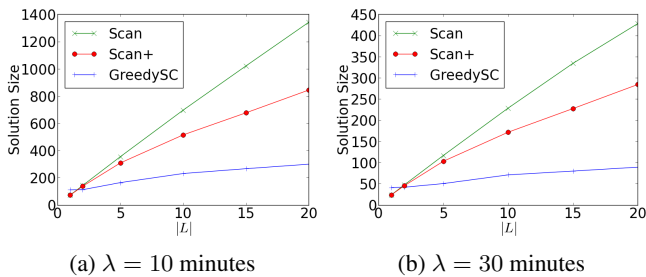 1400
1200
1000
800
600
400
200
0
Solution Size
Scan
Scan+
GreedySC
0 5 10 15 20
|L|
(a) λ = 10 minutes
450
400
350
300
250
200
150
100
50
0
Solution Size
Scan
Scan+
GreedySC
0 5 10 15 20
|L|
(b) λ = 30 minutes